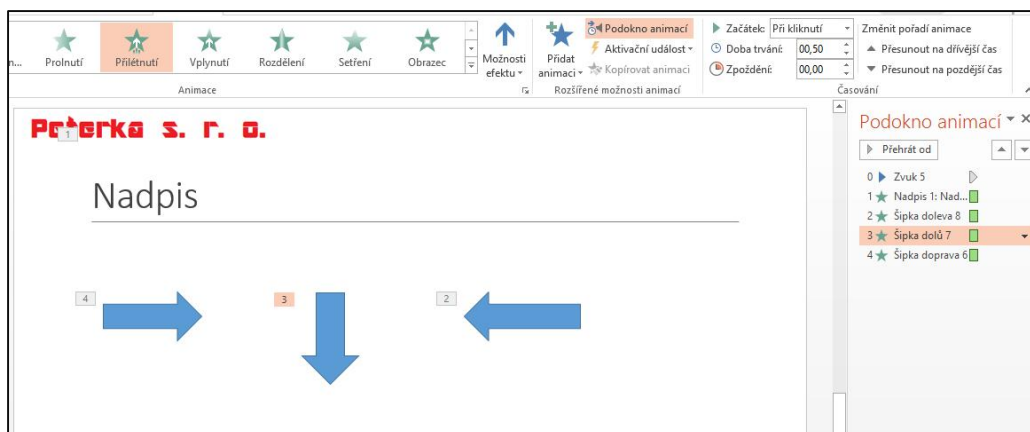 Prolnutí Přilétnutí Vplynutí Rozdělení Setření Obrazec
Animace
Možnosti efektu
Přidat animaci
Podokno animací
Aktivační událost
Kopírovat animaci
Rozšířené možnosti animací
Začátek: Při kliknutí
Doba trvání: 00,50
Zpoždění: 00,00
Změnit pořadí animace
Přesunout na dřívější čas
Přesunout na pozdější čas
Časování
s. r. o.
1
Nadpis
4 3 2
Podokno animací
Přehrát od
0 Zvuk 5
1 Nadpis 1: Nad...
2 Šipka doleva 8
3 Šipka dolů 7
4 Šipka doprava 6